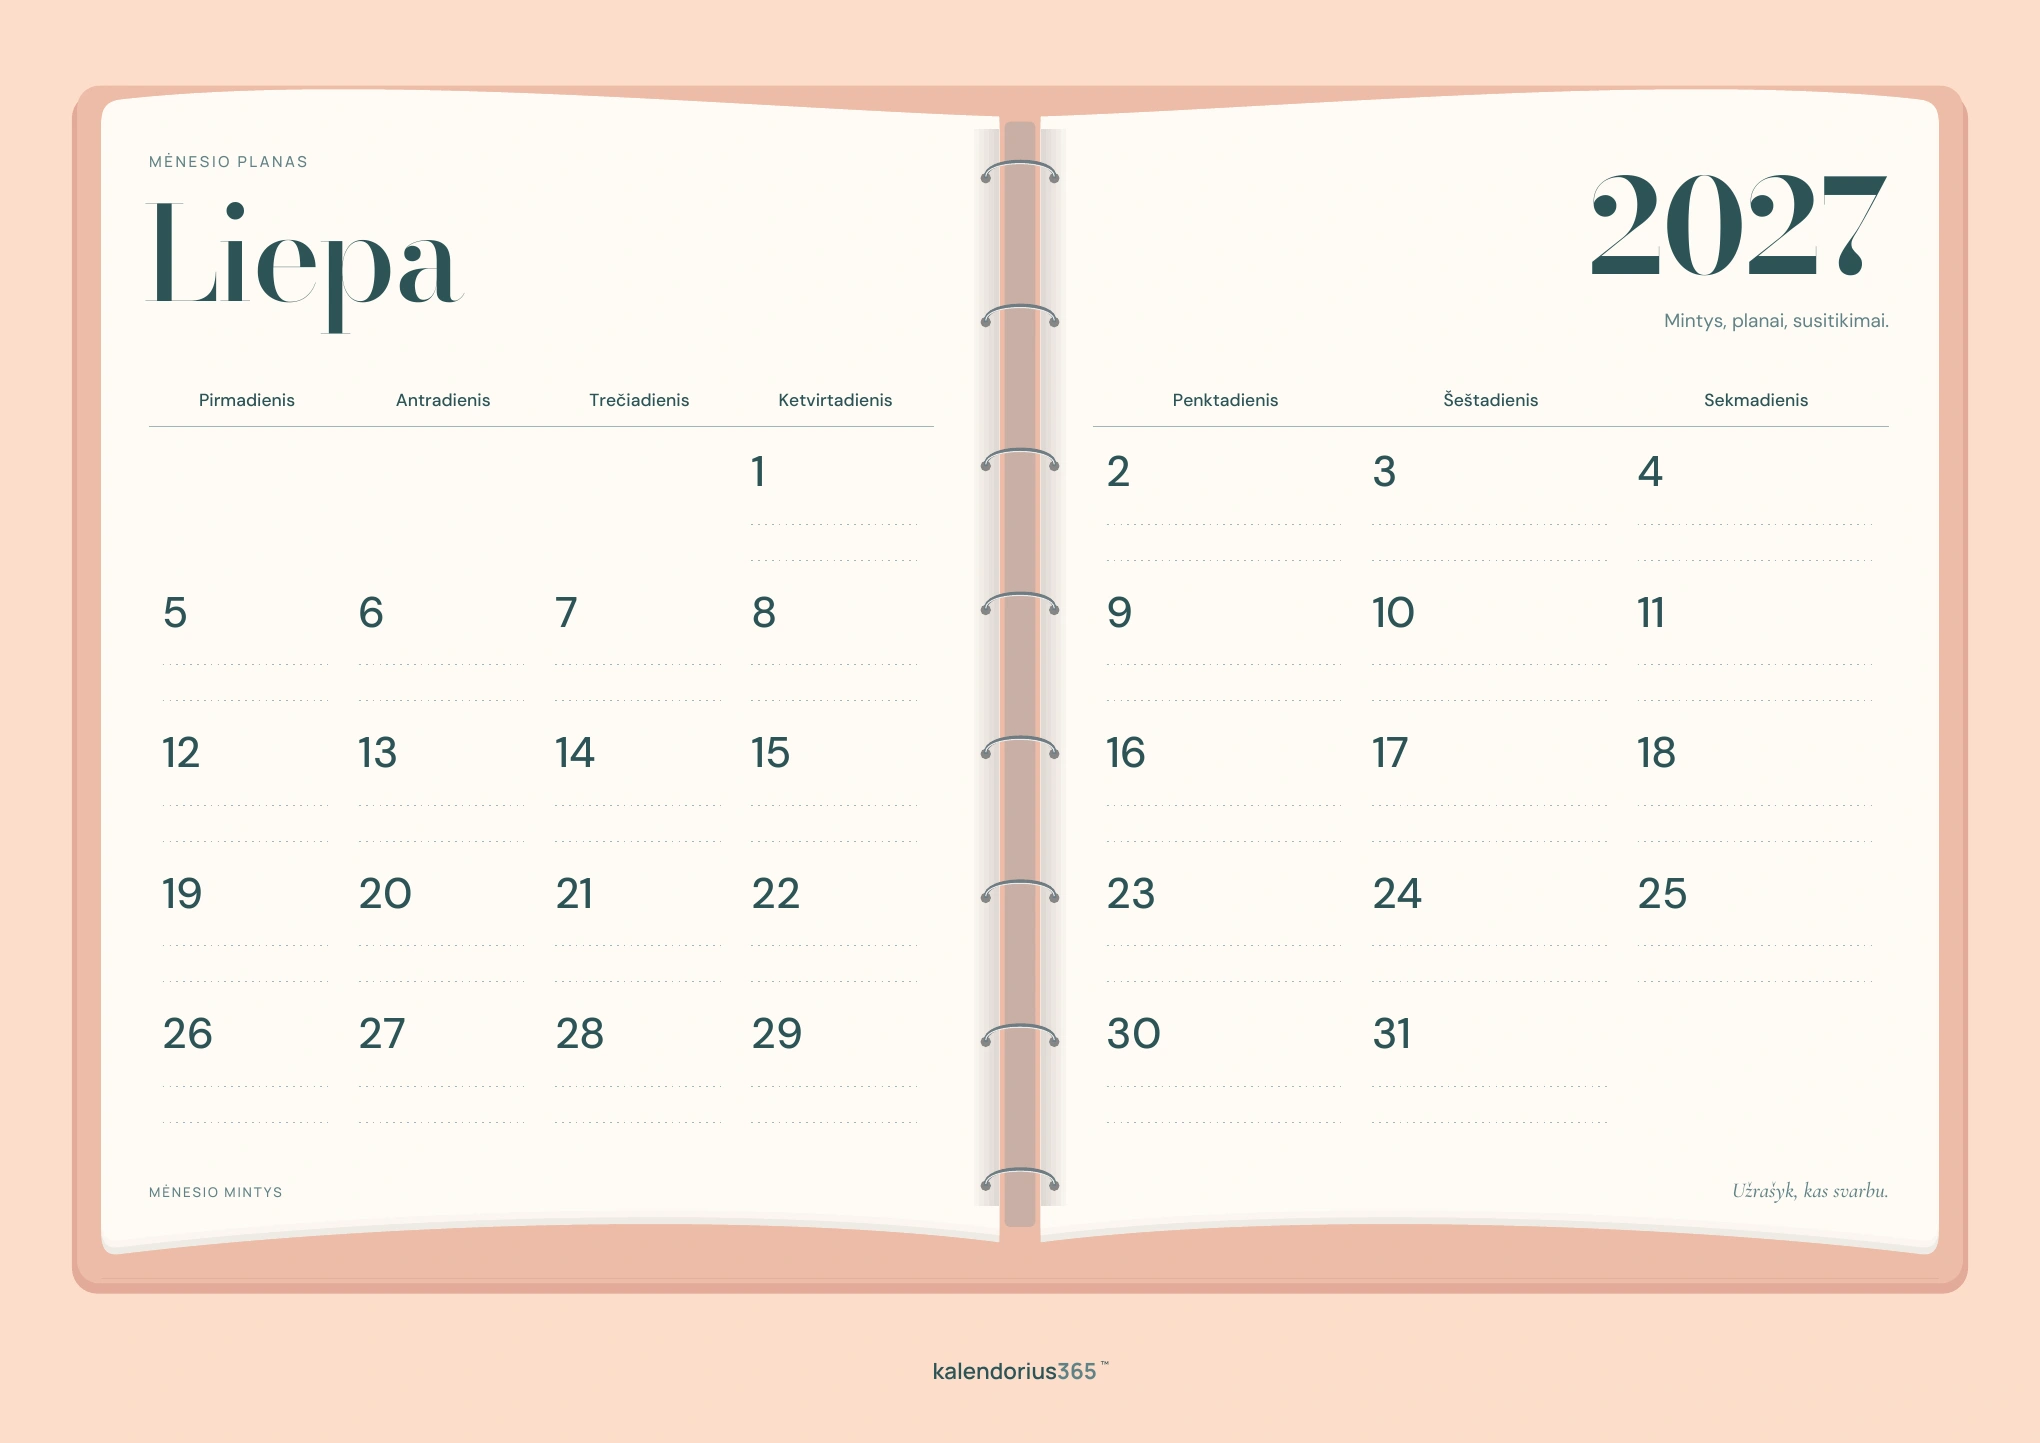 MĖNESIO PLANAS
Liepa
2027
Mintys, planai, susitikimai.
Pirmadienis Antradienis Trečiadienis Ketvirtadienis Penktadienis Šeštadienis Sekmadienis
1 2 3 4
5 6 7 8 9 10 11
12 13 14 15 16 17 18
19 20 21 22 23 24 25
26 27 28 29 30 31
MĖNESIO MINTYS
Užrašyk, kas svarbu.
kalendorius365™